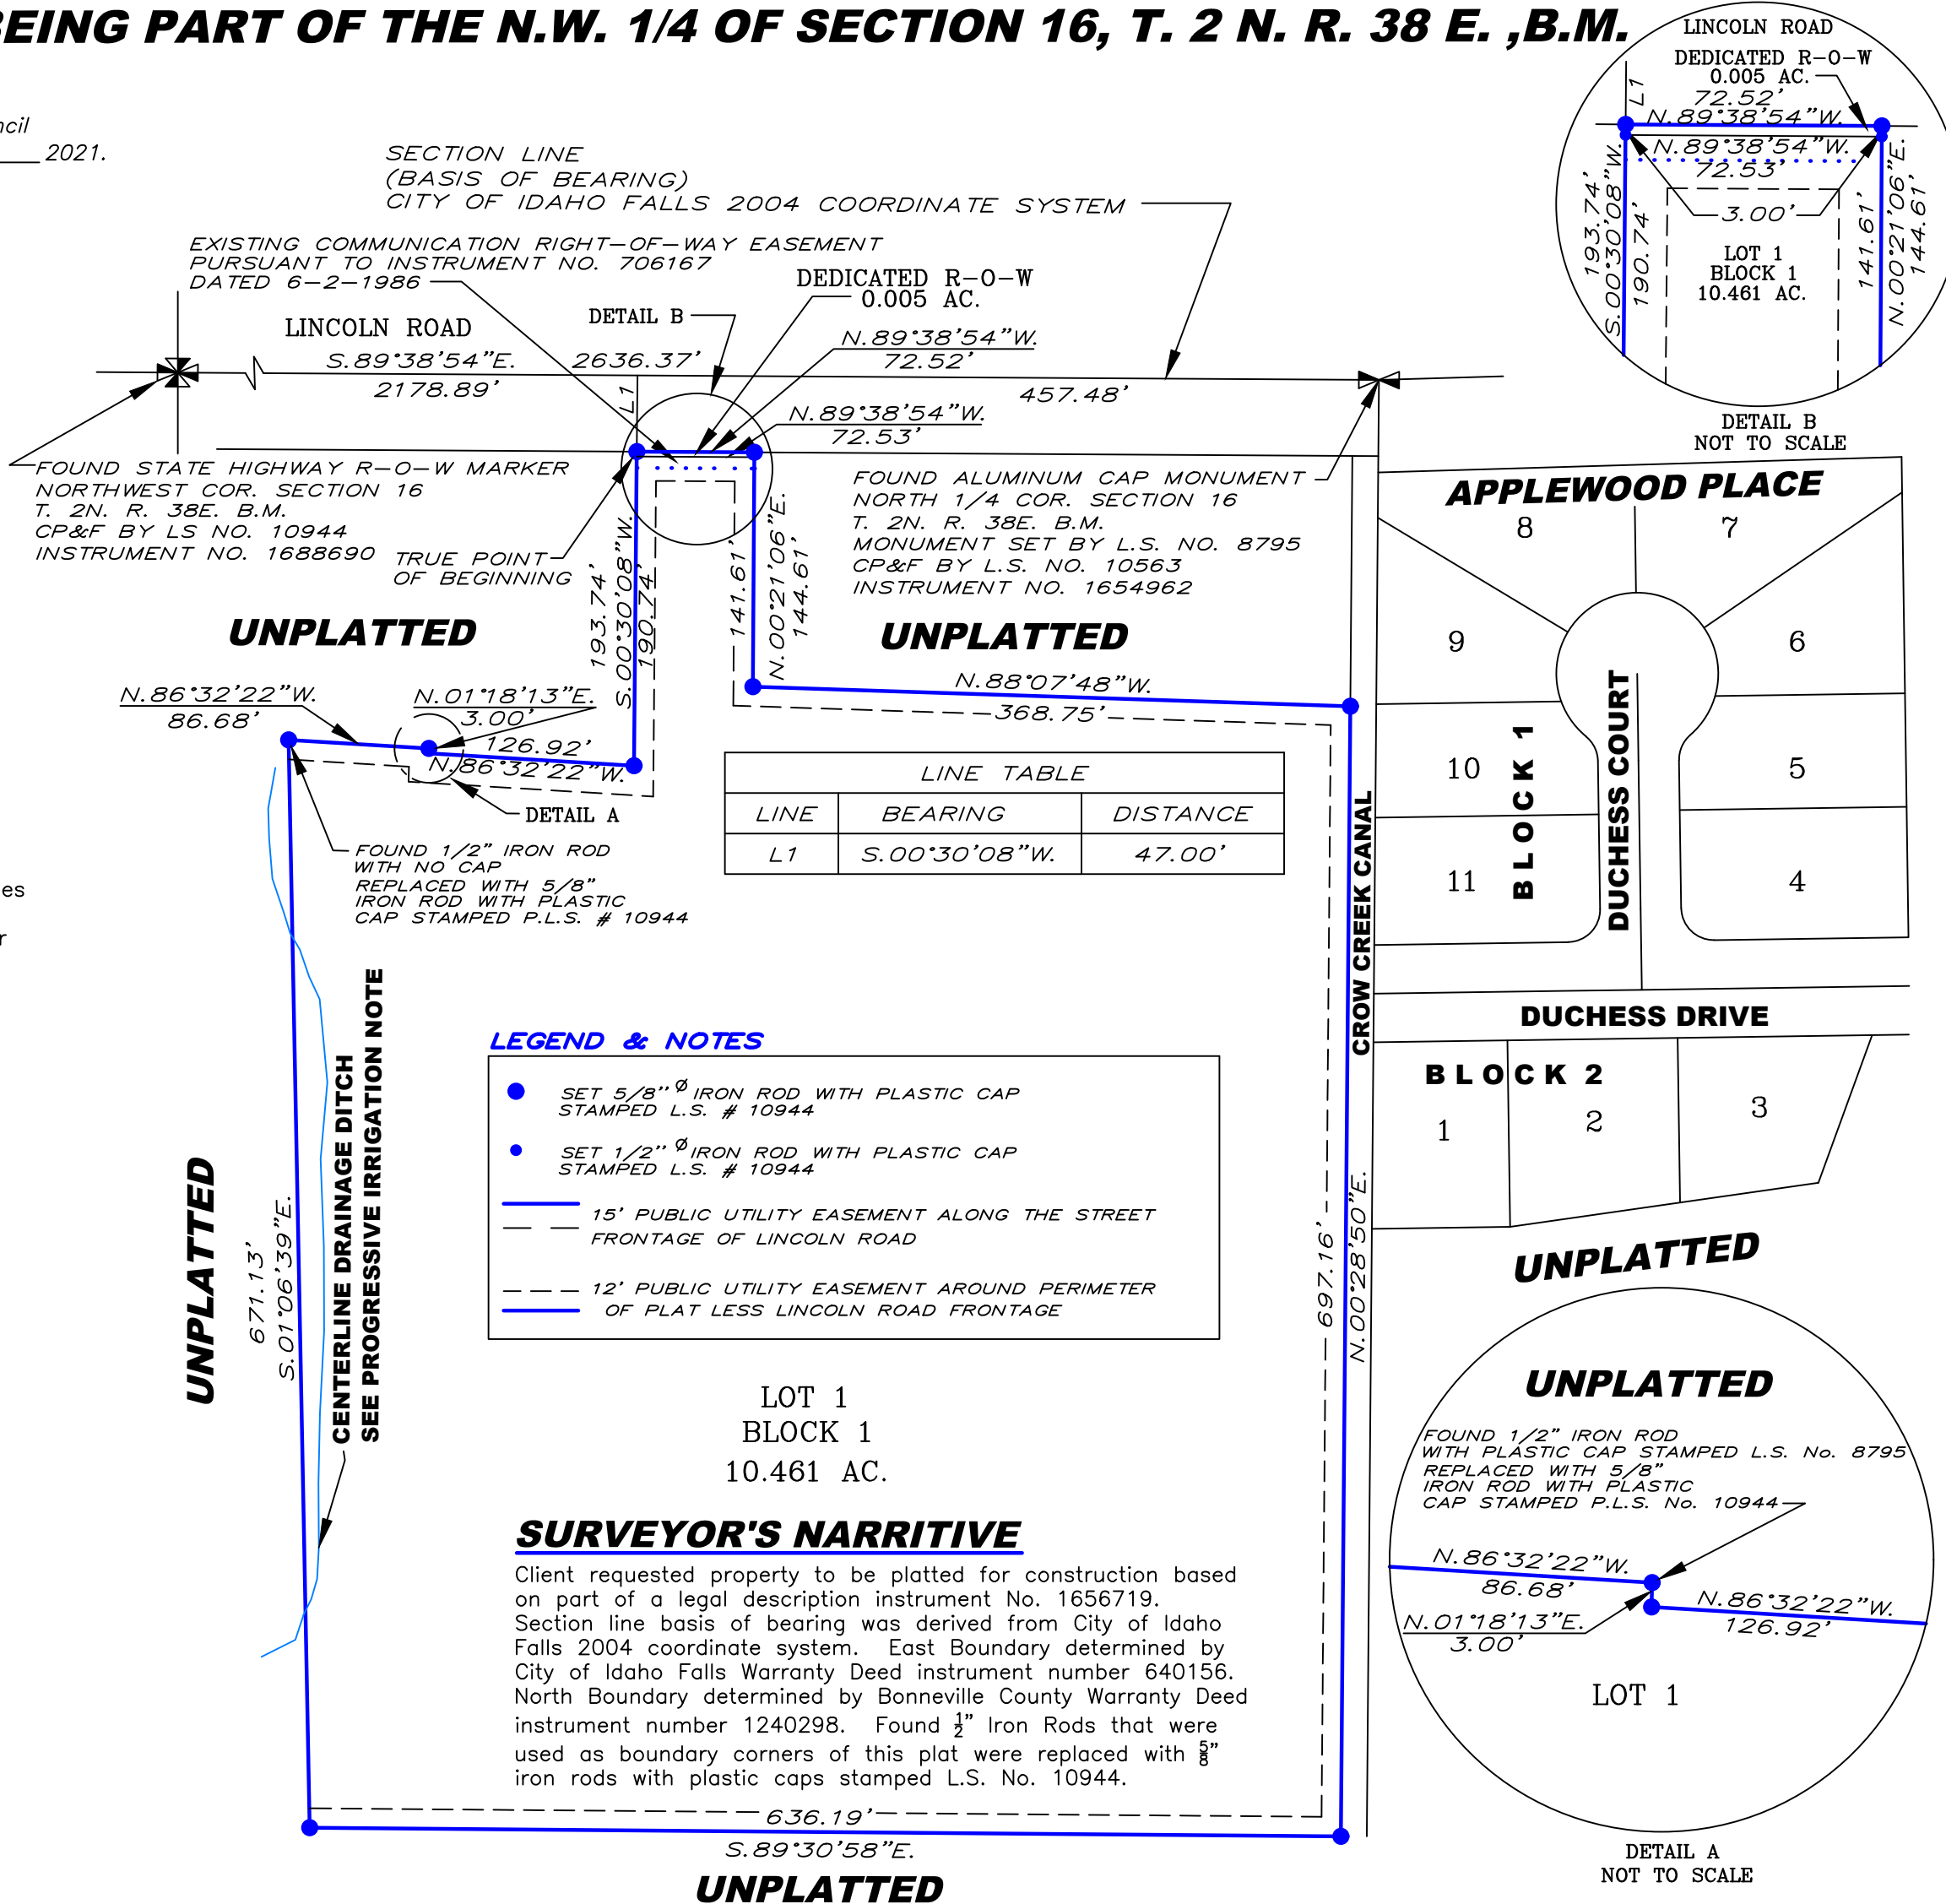 BEING PART OF THE N.W. 1/4 OF SECTION 16, T. 2 N. R. 38 E. ,B.M.
2021.
SECTION LINE
(BASIS OF BEARING)
CITY OF IDAHO FALLS 2004 COORDINATE SYSTEM
EXISTING COMMUNICATION RIGHT-OF-WAY EASEMENT
PURSUANT TO INSTRUMENT NO. 706167
DATED 6-2-1986
DEDICATED R-O-W
0.005 AC.
DETAIL B
LINCOLN ROAD
S.89°38'54"E.
2636.37'
2178.89'
N.89°38'54"W.
72.52'
457.48'
L1
N.89°38'54"W.
72.53'
FOUND STATE HIGHWAY R-O-W MARKER
NORTHWEST COR. SECTION 16
T. 2N. R. 38E. B.M.
CP&F BY LS NO. 10944
INSTRUMENT NO. 1688690
TRUE POINT
OF BEGINNING
FOUND ALUMINUM CAP MONUMENT
NORTH 1/4 COR. SECTION 16
T. 2N. R. 38E. B.M.
MONUMENT SET BY L.S. NO. 8795
CP&F BY L.S. NO. 10563
INSTRUMENT NO. 1654962
193.74'
S.00°30'08"W.
190.74'
141.61'
N.00°21'06"E.
144.61'
UNPLATTED
UNPLATTED
N.86°32'22"W.
86.68'
N.01°18'13"E.
3.00'
126.92'
N.86°32'22"W.
DETAIL A
N.88°07'48"W.
368.75'
FOUND 1/2" IRON ROD
WITH NO CAP
REPLACED WITH 5/8"
IRON ROD WITH PLASTIC
CAP STAMPED P.L.S. # 10944
LINE TABLE
LINE BEARING DISTANCE
L1 S.00°30'08"W. 47.00'
LINCOLN ROAD
DEDICATED R-O-W
0.005 AC.
72.52'
N.89°38'54"W.
N.89°38'54"W.
72.53'
3.00'
L1
193.74'
S.00°30'08"W.
190.74'
141.61'
N.00°21'06"E.
144.61'
LOT 1
BLOCK 1
10.461 AC.
DETAIL B
NOT TO SCALE
APPLEWOOD PLACE
8
7
9
6
10
5
11
4
BLOCK 1
DUCHESS COURT
CROW CREEK CANAL
DUCHESS DRIVE
BLOCK 2
1
2
3
UNPLATTED
es
r
LEGEND & NOTES
SET 5/8" Ø IRON ROD WITH PLASTIC CAP
STAMPED L.S. # 10944
SET 1/2" Ø IRON ROD WITH PLASTIC CAP
STAMPED L.S. # 10944
15' PUBLIC UTILITY EASEMENT ALONG THE STREET
FRONTAGE OF LINCOLN ROAD
12' PUBLIC UTILITY EASEMENT AROUND PERIMETER
OF PLAT LESS LINCOLN ROAD FRONTAGE
UNPLATTED
671.13'
S.01°06'39"E.
CENTERLINE DRAINAGE DITCH
SEE PROGRESSIVE IRRIGATION NOTE
697.16'
N.00°28'50"E.
LOT 1
BLOCK 1
10.461 AC.
SURVEYOR'S NARRITIVE
Client requested property to be platted for construction based
on part of a legal description instrument No. 1656719.
Section line basis of bearing was derived from City of Idaho
Falls 2004 coordinate system. East Boundary determined by
City of Idaho Falls Warranty Deed instrument number 640156.
North Boundary determined by Bonneville County Warranty Deed
instrument number 1240298. Found 1/2" Iron Rods that were
used as boundary corners of this plat were replaced with 5/8"
iron rods with plastic caps stamped L.S. No. 10944.
636.19'
S.89°30'58"E.
UNPLATTED
UNPLATTED
FOUND 1/2" IRON ROD
WITH PLASTIC CAP STAMPED L.S. No. 8795
REPLACED WITH 5/8"
IRON ROD WITH PLASTIC
CAP STAMPED P.L.S. No. 10944
N.86°32'22"W.
86.68'
N.01°18'13"E.
3.00'
N.86°32'22"W.
126.92'
LOT 1
DETAIL A
NOT TO SCALE